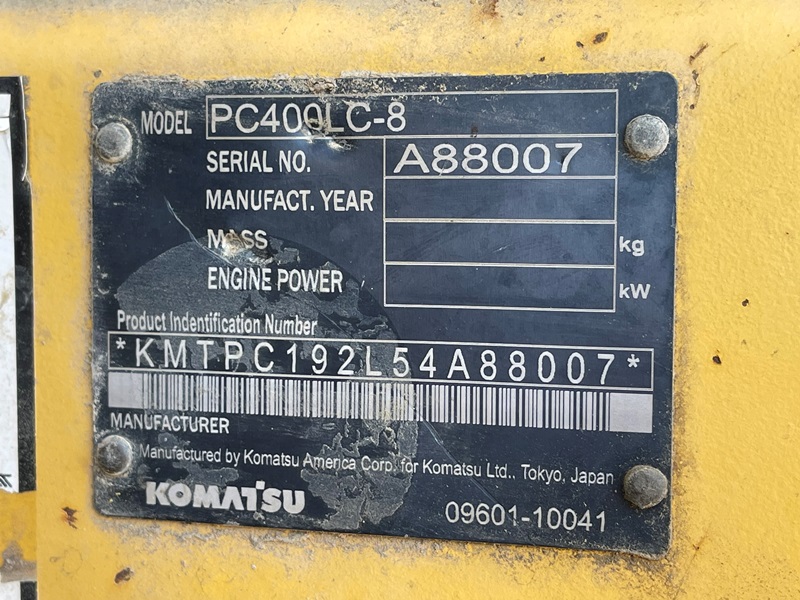 MODEL PC400LC-8
SERIAL NO. A88007
MANUFACT. YEAR
MASS kg
ENGINE POWER kW
Product Indentification Number
*KMTPC192L54A88007*
MANUFACTURER
Manufactured by Komatsu America Corp. for Komatsu Ltd., Tokyo, Japan
KOMATSU
09601-10041